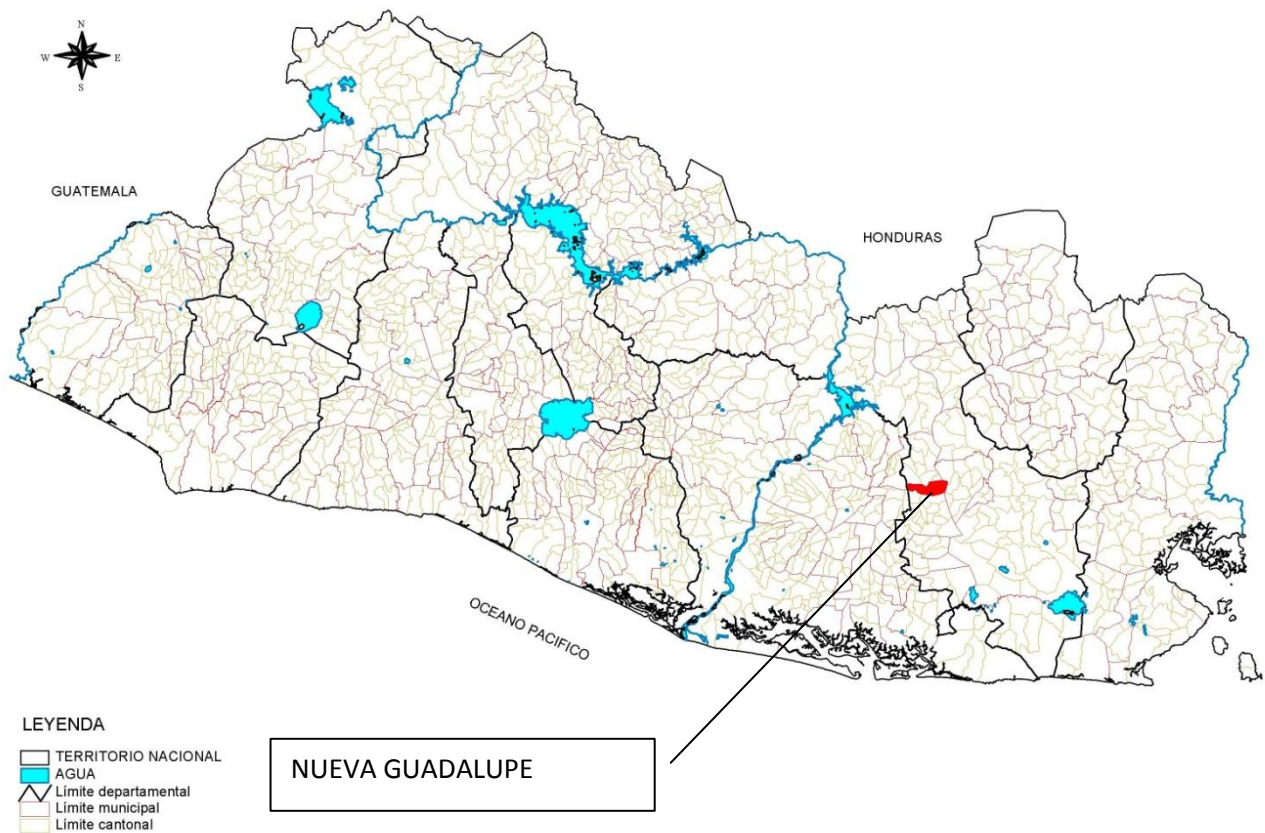 N
W E
S
GUATEMALA
HONDURAS
OCEANO PACIFICO
LEYENDA
TERRITORIO NACIONAL
AGUA
Límite departamental
Límite municipal
Límite cantonal
NUEVA GUADALUPE